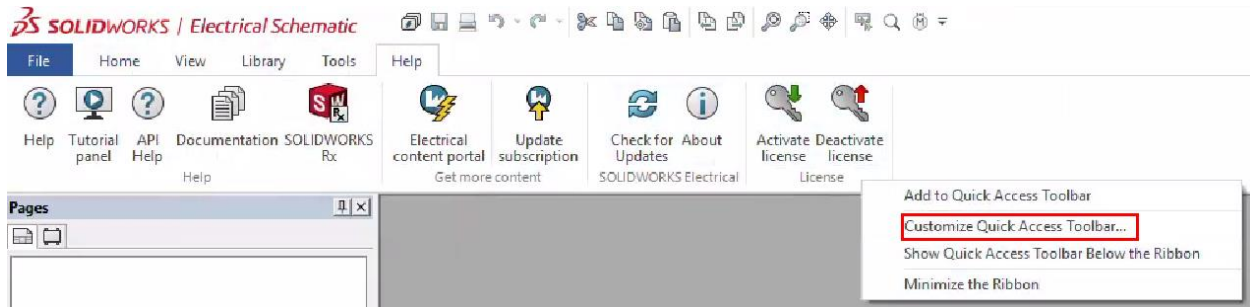 SOLIDWORKS | Electrical Schematic
File Home View Library Tools Help
Help Tutorial panel API Help Documentation SOLIDWORKS Rx Electrical content portal Update subscription Check for Updates About Activate license Deactivate license
Help Get more content SOLIDWORKS Electrical License
Add to Quick Access Toolbar
Pages
Customize Quick Access Toolbar...
Show Quick Access Toolbar Below the Ribbon
Minimize the Ribbon